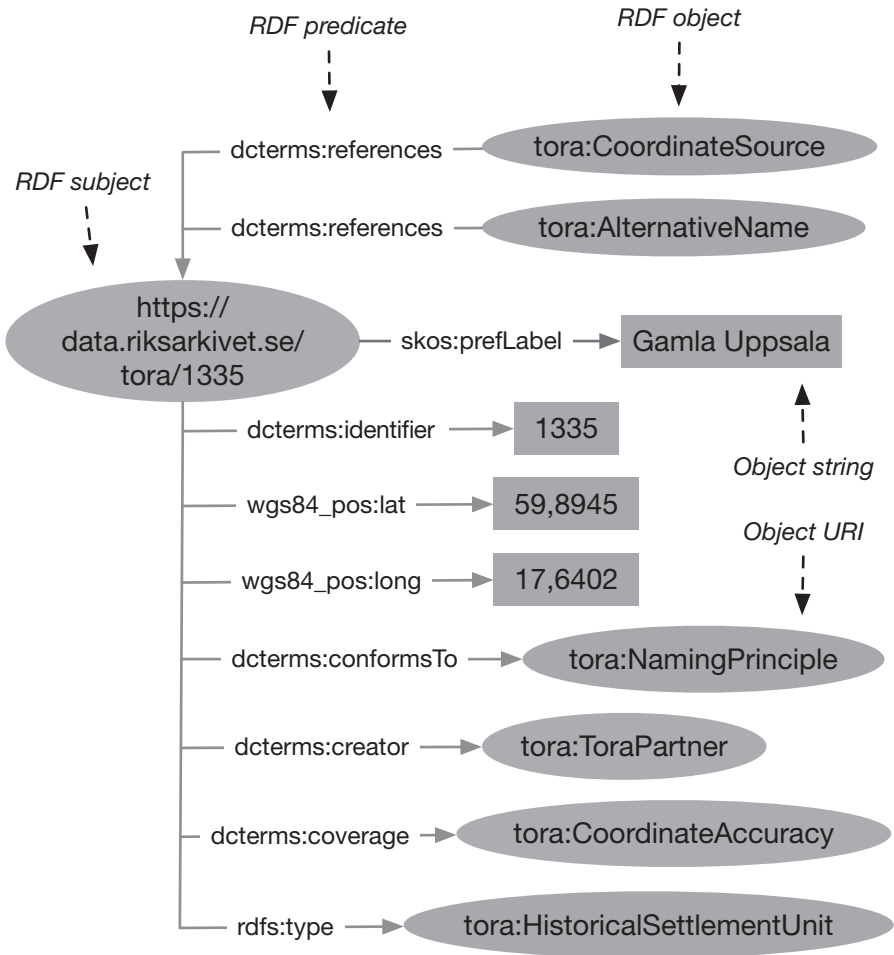 RDF predicate
RDF object
dcterms:references
tora:CoordinateSource
RDF subject
dcterms:references
tora:AlternativeName
https://
data.riksarkivet.se/
tora/1335
skos:prefLabel
Gamla Uppsala
dcterms:identifier
1335
Object string
wgs84_pos:lat
59,8945
Object URI
wgs84_pos:long
17,6402
dcterms:conformsTo
tora:NamingPrinciple
dcterms:creator
tora:ToraPartner
dcterms:coverage
tora:CoordinateAccuracy
rdfs:type
tora:HistoricalSettlementUnit